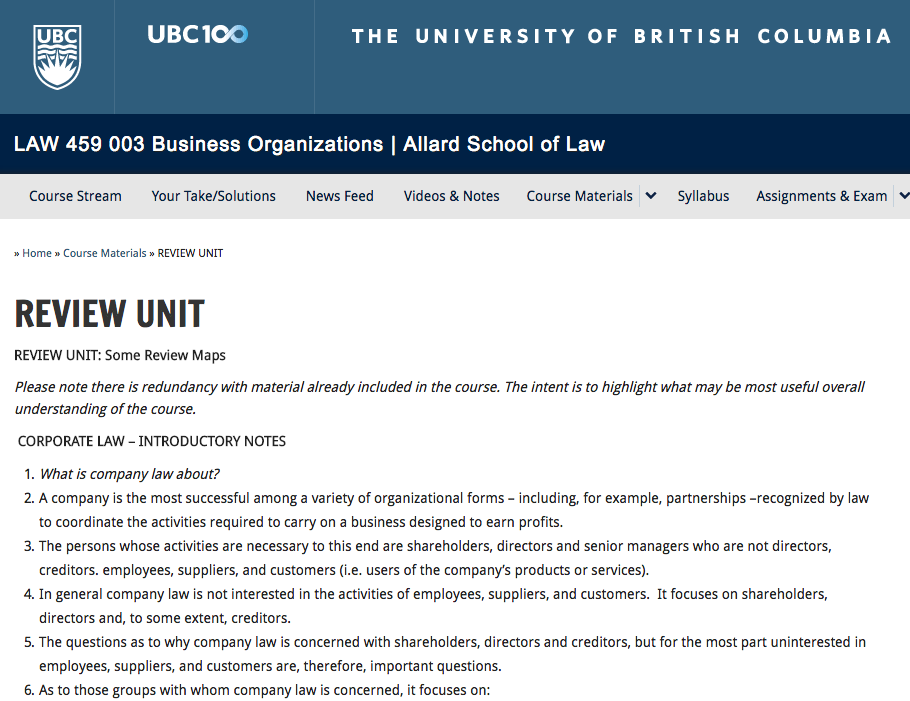 UBC
UBC100
THE UNIVERSITY OF BRITISH COLUMBIA
LAW 459 003 Business Organizations | Allard School of Law
Course Stream Your Take/Solutions News Feed Videos & Notes Course Materials Syllabus Assignments & Exam
» Home » Course Materials » REVIEW UNIT
REVIEW UNIT
REVIEW UNIT: Some Review Maps
Please note there is redundancy with material already included in the course. The intent is to highlight what may be most useful overall
understanding of the course.
CORPORATE LAW – INTRODUCTORY NOTES
1. What is company law about?
2. A company is the most successful among a variety of organizational forms – including, for example, partnerships –recognized by law
to coordinate the activities required to carry on a business designed to earn profits.
3. The persons whose activities are necessary to this end are shareholders, directors and senior managers who are not directors,
creditors. employees, suppliers, and customers (i.e. users of the company's products or services).
4. In general company law is not interested in the activities of employees, suppliers, and customers.  It focuses on shareholders,
directors and, to some extent, creditors.
5. The questions as to why company law is concerned with shareholders, directors and creditors, but for the most part uninterested in
employees, suppliers, and customers are, therefore, important questions.
6. As to those groups with whom company law is concerned, it focuses on: